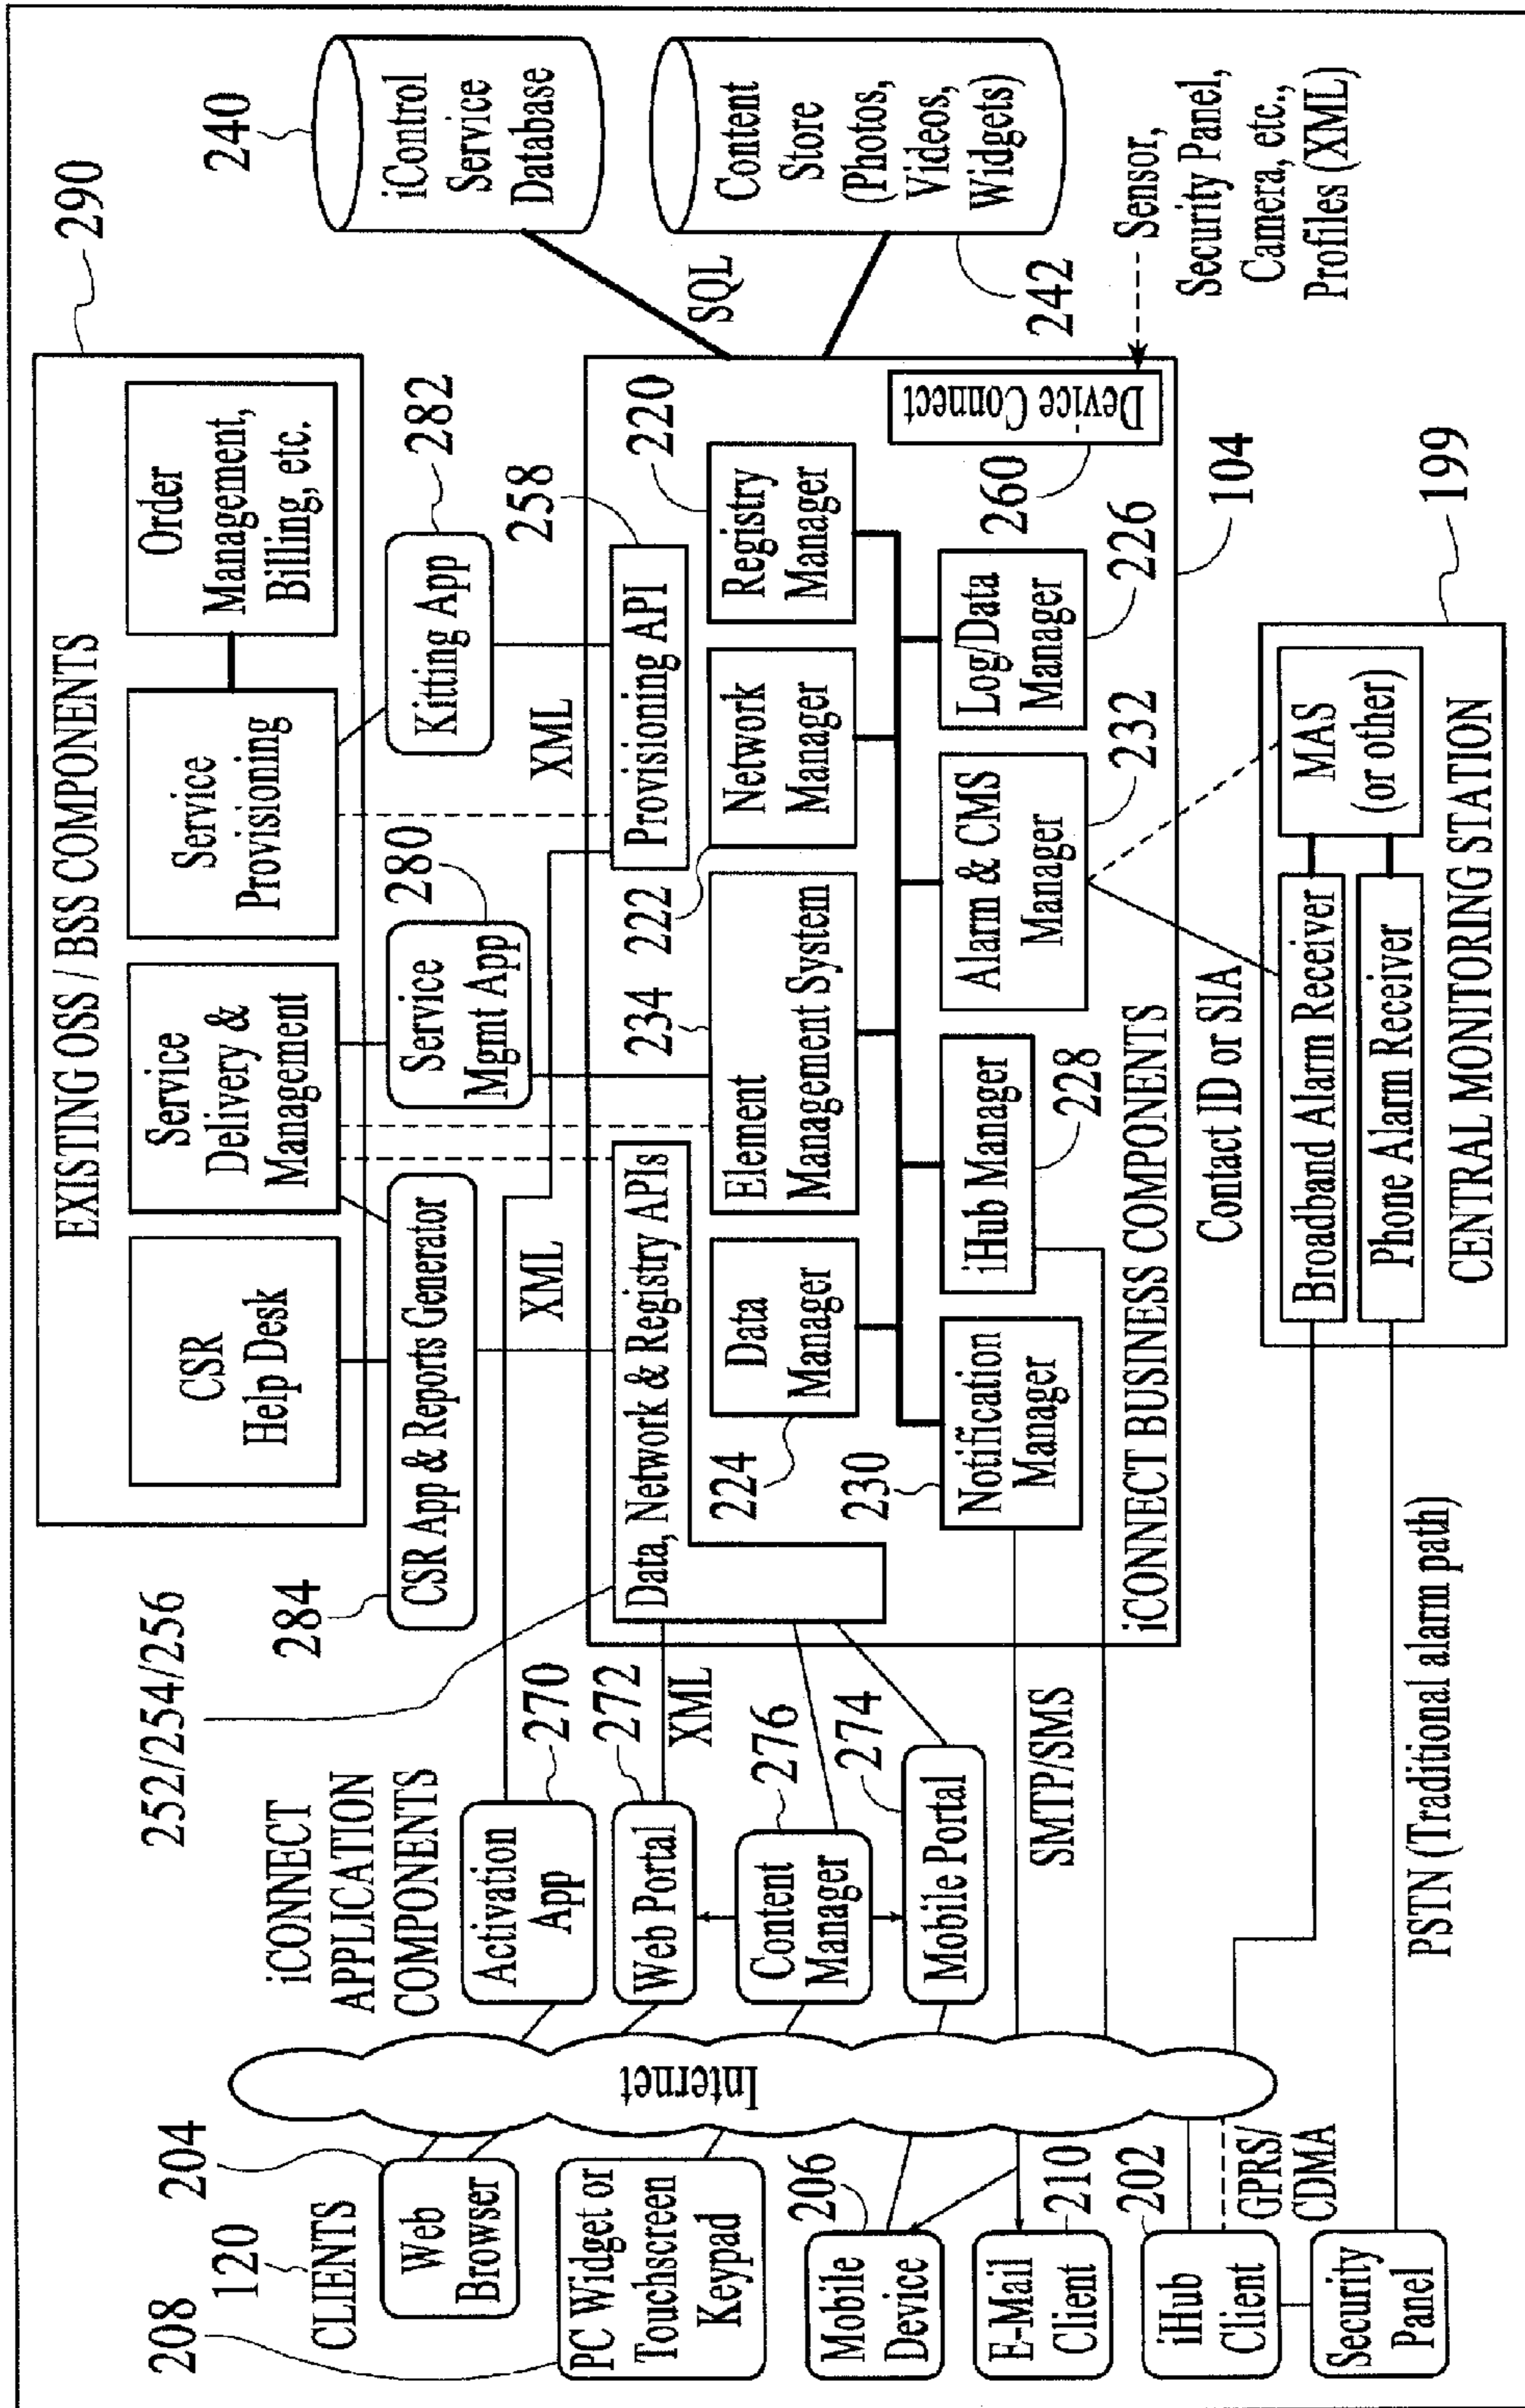 208
120
204
CLIENTS
Web
Browser
PC Widget or
Touchscreen
Keypad
Mobile
Device
206
E-Mail
Client
210
iHub
Client
202
GPRS/
CDMA
Security
Panel
Internet
iCONNECT
APPLICATION
COMPONENTS
Activation
App
270
Web Portal
272
XML
Content
Manager
276
Mobile Portal
274
SMTP/SMS
PSTN (Traditional alarm path)
252/254/256
284
EXISTING OSS / BSS COMPONENTS
290
CSR
Help Desk
Service
Delivery &
Management
Service
Provisioning
Order
Management,
Billing, etc.
CSR App & Reports Generator
Service
Mgmt App
280
Kitting App
282
XML
XML
258
Data, Network & Registry APIs
Provisioning API
234
222
220
Data
Manager
224
Element
Management System
Network
Manager
Registry
Manager
230
Notification
Manager
iHub Manager
228
Alarm & CMS
Manager
232
Log/Data
Manager
226
260
Device Connect
iCONNECT BUSINESS COMPONENTS
104
240
iControl
Service
Database
SQL
Content
Store
(Photos,
Videos,
Widgets)
242
Sensor,
Security Panel,
Camera, etc.,
Profiles (XML)
Contact ID or SIA
199
Broadband Alarm Receiver
Phone Alarm Receiver
MAS
(or other)
CENTRAL MONITORING STATION